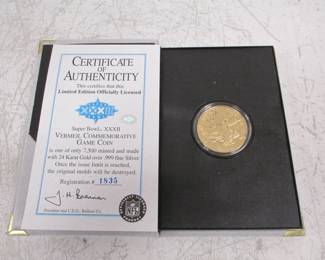 CERTIFICATE
OF
AUTHENTICITY
This certifies that this
Limited Edition Officially Licensed
XXXII
Super Bowl, XXXII
VERMEIL COMMEMORATIVE
GAME COIN
is one of only 7,500 minted and made
with 24 Karat Gold over .999 fine Silver
Once the issue limit is reached,
the original molds will be destroyed.
Registration # 1835
NFL